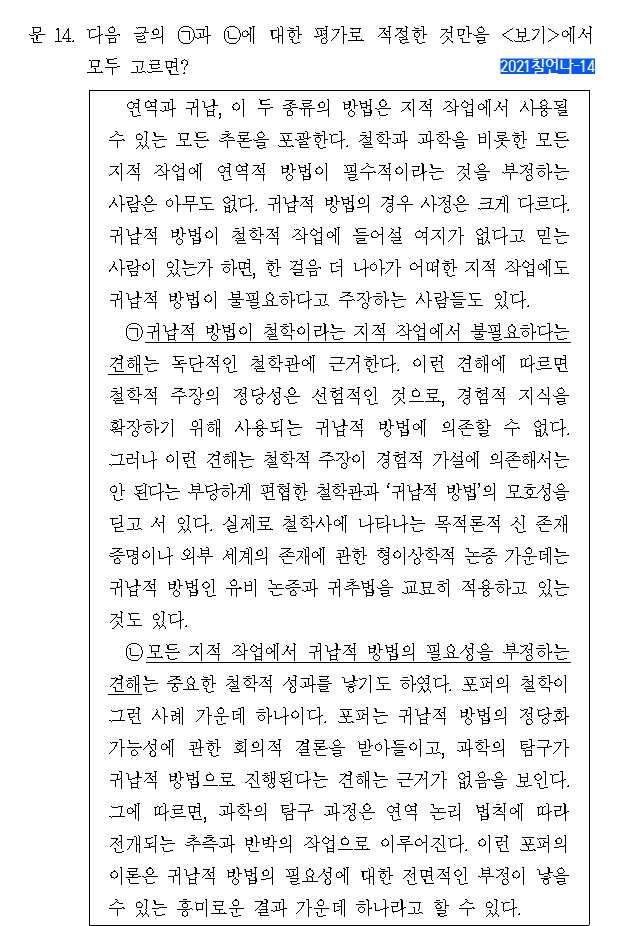 문 14. 다음 글의 ㉠과 ㉡에 대한 평가로 적절한 것만을 <보기>에서
모두 고르면?
2021칠언나-14
연역과 귀납, 이 두 종류의 방법은 지적 작업에서 사용될
수 있는 모든 추론을 포괄한다. 철학과 과학을 비롯한 모든
지적 작업에 연역적 방법이 필수적이라는 것을 부정하는
사람은 아무도 없다. 귀납적 방법의 경우 사정은 크게 다르다.
귀납적 방법이 철학적 작업에 들어설 여지가 없다고 믿는
사람이 있는가 하면, 한 걸음 더 나아가 어떠한 지적 작업에도
귀납적 방법이 불필요하다고 주장하는 사람들도 있다.
㉠귀납적 방법이 철학이라는 지적 작업에서 불필요하다는
견해는 독단적인 철학관에 근거한다. 이런 견해에 따르면
철학적 주장의 정당성은 선험적인 것으로, 경험적 지식을
확장하기 위해 사용되는 귀납적 방법에 의존할 수 없다.
그러나 이런 견해는 철학적 주장이 경험적 가설에 의존해서는
안 된다는 부당하게 편협한 철학관과 ‘귀납적 방법’의 모호성을
딛고 서 있다. 실제로 철학사에 나타나는 목적론적 신 존재
증명이나 외부 세계의 존재에 관한 형이상학적 논증 가운데는
귀납적 방법인 유비 논증과 귀추법을 교묘히 적용하고 있는
것도 있다.
㉡모든 지적 작업에서 귀납적 방법의 필요성을 부정하는
견해는 중요한 철학적 성과를 낳기도 하였다. 포퍼의 철학이
그런 사례 가운데 하나이다. 포퍼는 귀납적 방법의 정당화
가능성에 관한 회의적 결론을 받아들이고, 과학의 탐구가
귀납적 방법으로 진행된다는 견해는 근거가 없음을 보인다.
그에 따르면, 과학의 탐구 과정은 연역 논리 법칙에 따라
전개되는 추측과 반박의 작업으로 이루어진다. 이런 포퍼의
이론은 귀납적 방법의 필요성에 대한 전면적인 부정이 낳을
수 있는 흥미로운 결과 가운데 하나라고 할 수 있다.